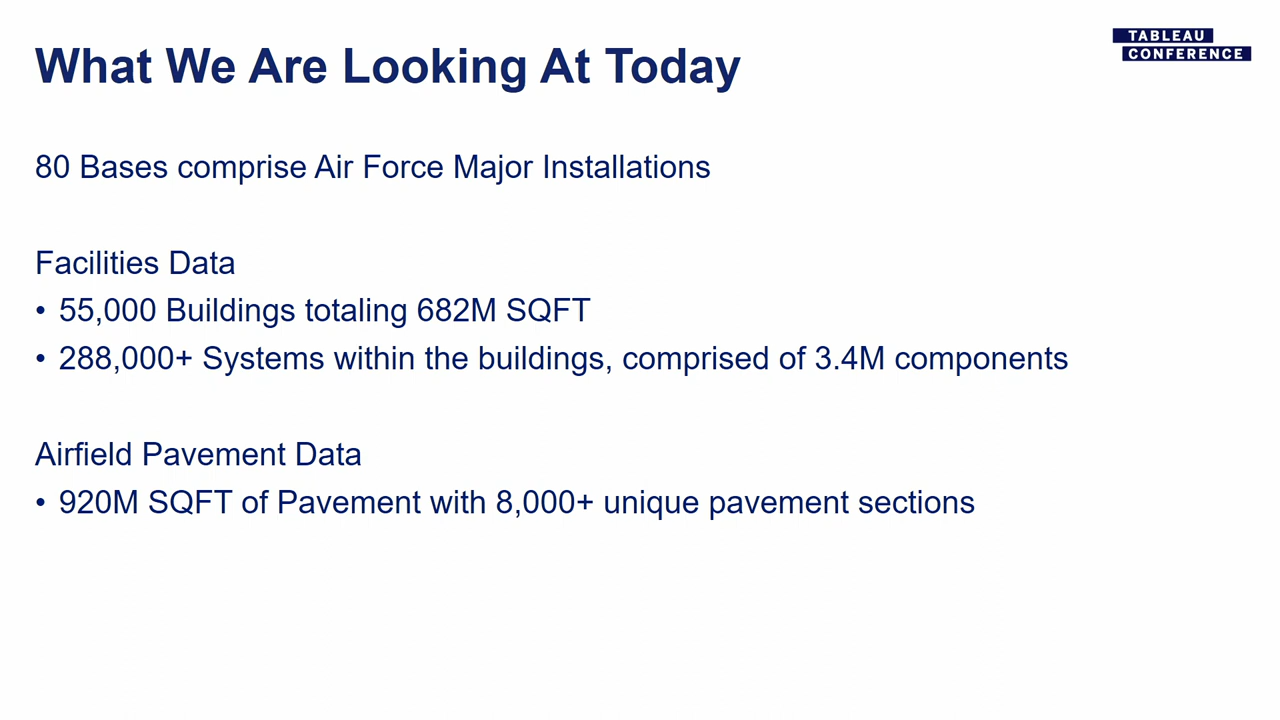 What We Are Looking At Today
TABLEAU
CONFERENCE
80 Bases comprise Air Force Major Installations
Facilities Data
• 55,000 Buildings totaling 682M SQFT
• 288,000+ Systems within the buildings, comprised of 3.4M components
Airfield Pavement Data
• 920M SQFT of Pavement with 8,000+ unique pavement sections